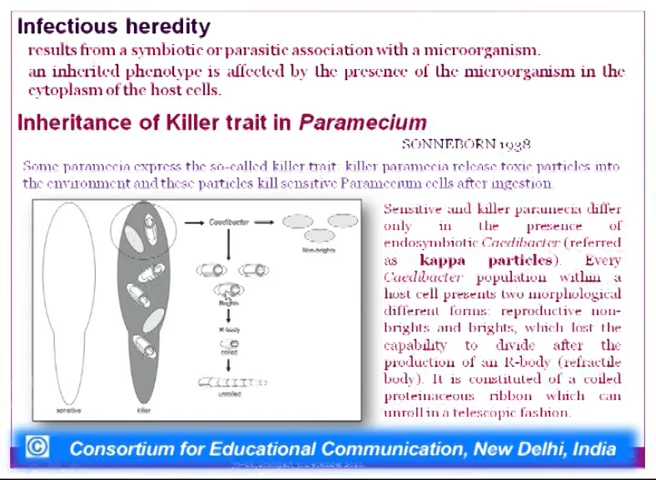 Infectious heredity
results from a symbiotic or parasitic association with a microorganism.
an inherited phenotype is affected by the presence of the microorganism in the
cytoplasm of the host cells.
Inheritance of Killer trait in Paramecium
SONNEBORN 1938
Some paramecia express the so-called killer trait: killer paramecia release toxic particles into
the environment and these particles kill sensitive Paramecium cells after ingestion.
Caedibacter
Non-brights
Brights
R-body
coiled
unrolled
sensitive
killer
Sensitive and killer paramecia differ
only in the presence of
endosymbiotic Caedibacter (referred
as kappa particles). Every
Caedibacter population within a
host cell presents two morphological
different forms: reproductive non-
brights and brights, which lost the
capability to divide after the
production of an R-body (refractile
body). It is constituted of a coiled
proteinaceous ribbon which can
unroll in a telescopic fashion.
© Consortium for Educational Communication, New Delhi, India